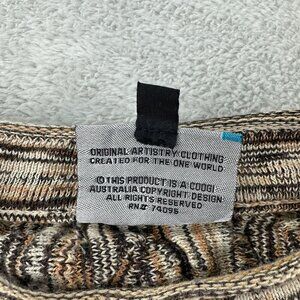 ORIGINAL ARTISTRY CLOTHING
CREATED FOR THE ONE WORLD
© THIS PRODUCT IS A COOGI
AUSTRALIA COPYRIGHT DESIGN
ALL RIGHTS RESERVED
RN# 74095